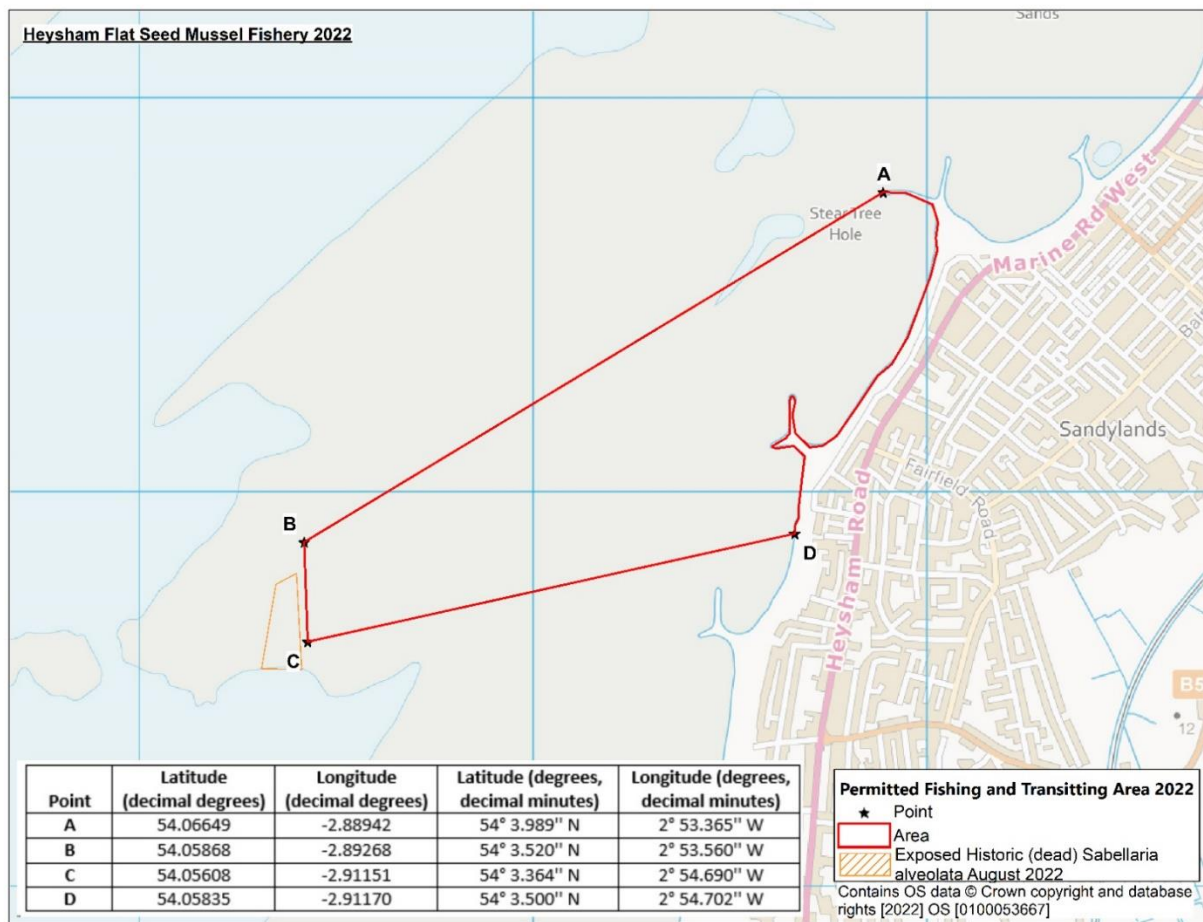 Heysham Flat Seed Mussel Fishery 2022
Sands
A
Stear Tree
Hole
Marine Rd West
Bal
Sandylands
Fairfield Road
Heysham Road
B
D
C
B5
12
Point Latitude (decimal degrees) Longitude (decimal degrees) Latitude (degrees, decimal minutes) Longitude (degrees, decimal minutes)
A 54.06649 -2.88942 54° 3.989" N 2° 53.365" W
B 54.05868 -2.89268 54° 3.520" N 2° 53.560" W
C 54.05608 -2.91151 54° 3.364" N 2° 54.690" W
D 54.05835 -2.91170 54° 3.500" N 2° 54.702" W
Permitted Fishing and Transitting Area 2022
Point
Area
Exposed Historic (dead) Sabellaria
alveolata August 2022
Contains OS data © Crown copyright and database
rights [2022] OS [0100053667]